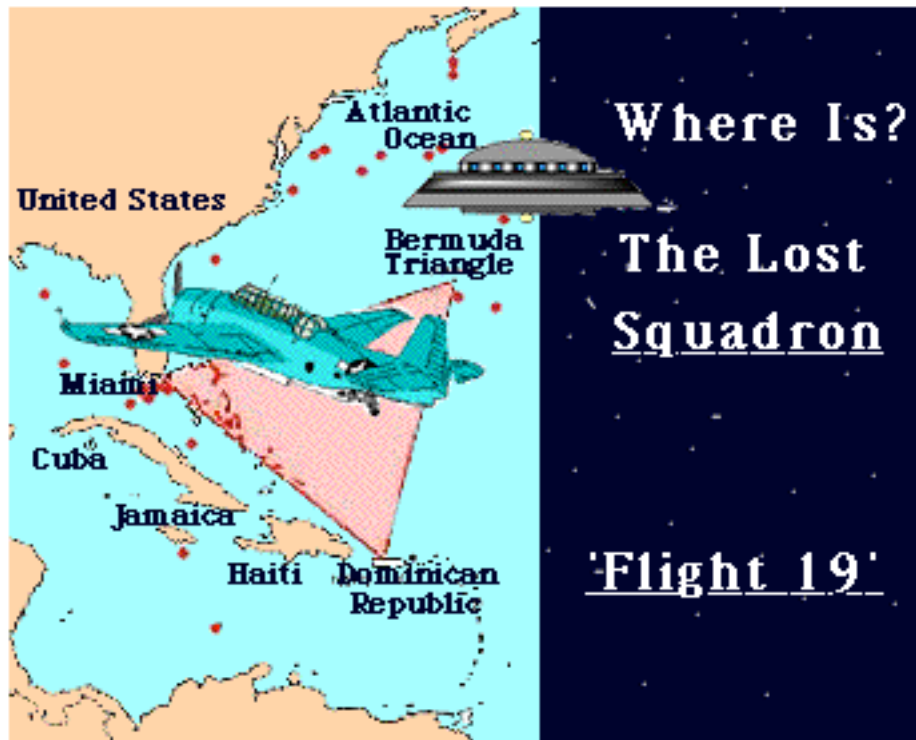 Atlantic
Ocean
United States
Bermuda
Triangle
Miami
Cuba
Jamaica
Haiti
Dominican
Republic
Where Is?
The Lost
Squadron
'Flight 19'